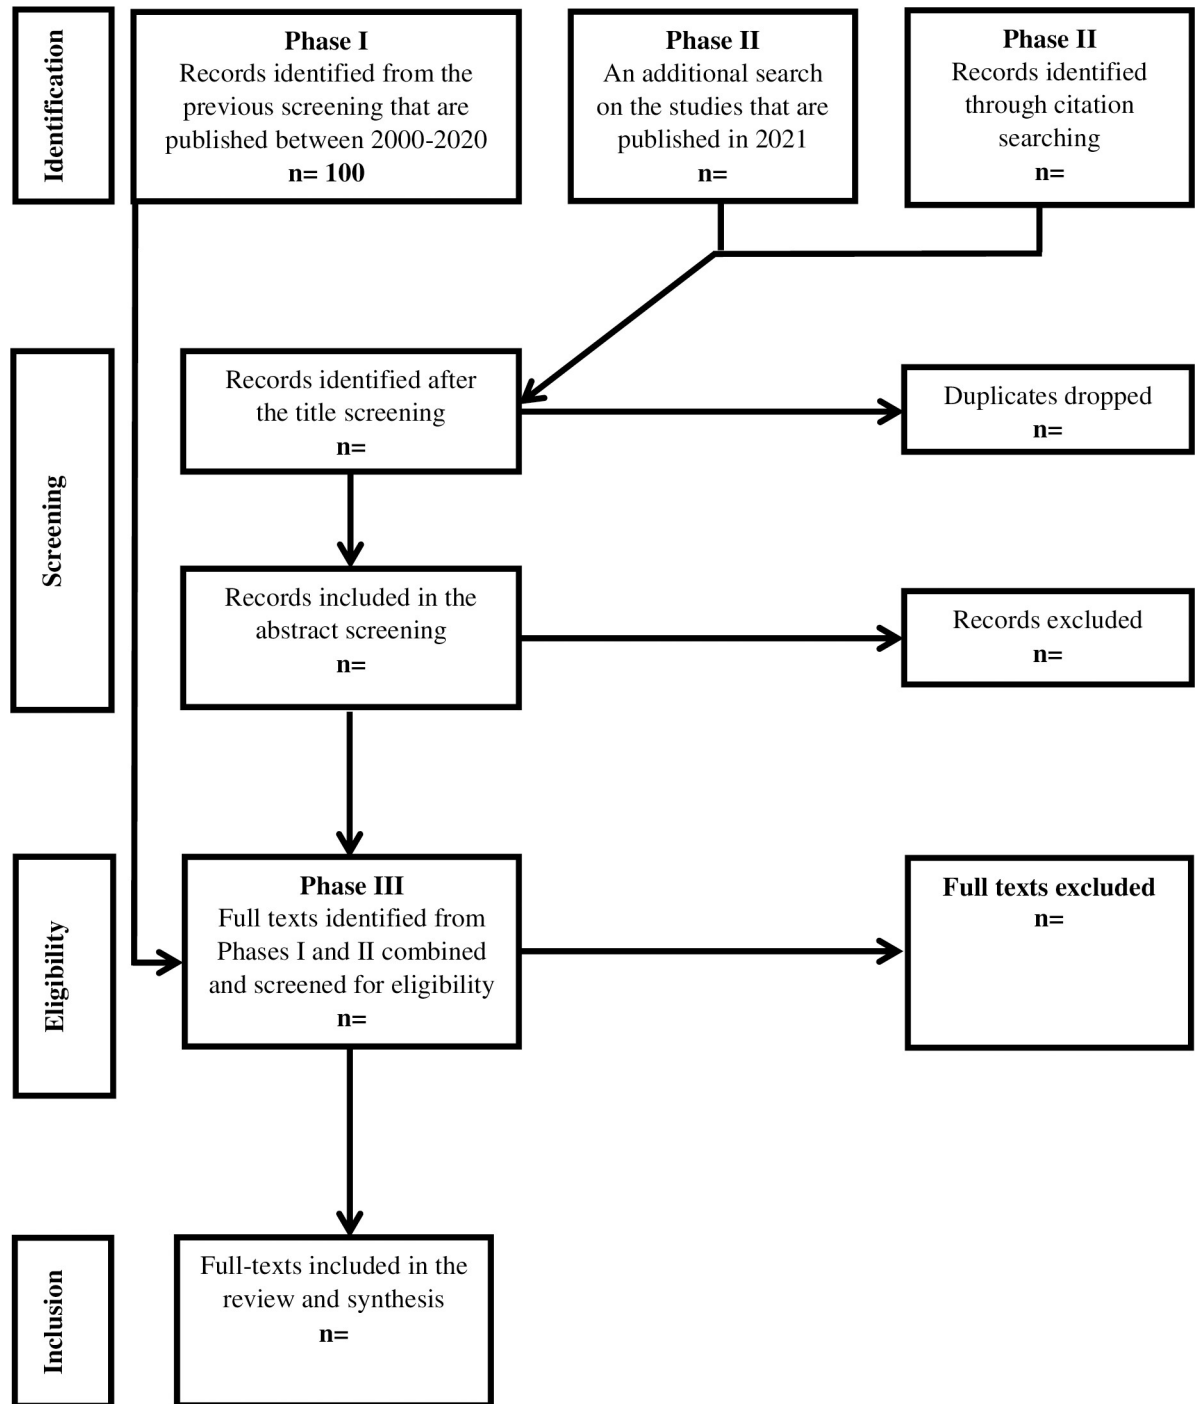 Identification
Phase I
Records identified from the
previous screening that are
published between 2000-2020
n= 100
Phase II
An additional search
on the studies that are
published in 2021
n=
Phase II
Records identified
through citation
searching
n=
Screening
Records identified after
the title screening
n=
Duplicates dropped
n=
Records included in the
abstract screening
n=
Records excluded
n=
Eligibility
Phase III
Full texts identified from
Phases I and II combined
and screened for eligibility
n=
Full texts excluded
n=
Inclusion
Full-texts included in the
review and synthesis
n=